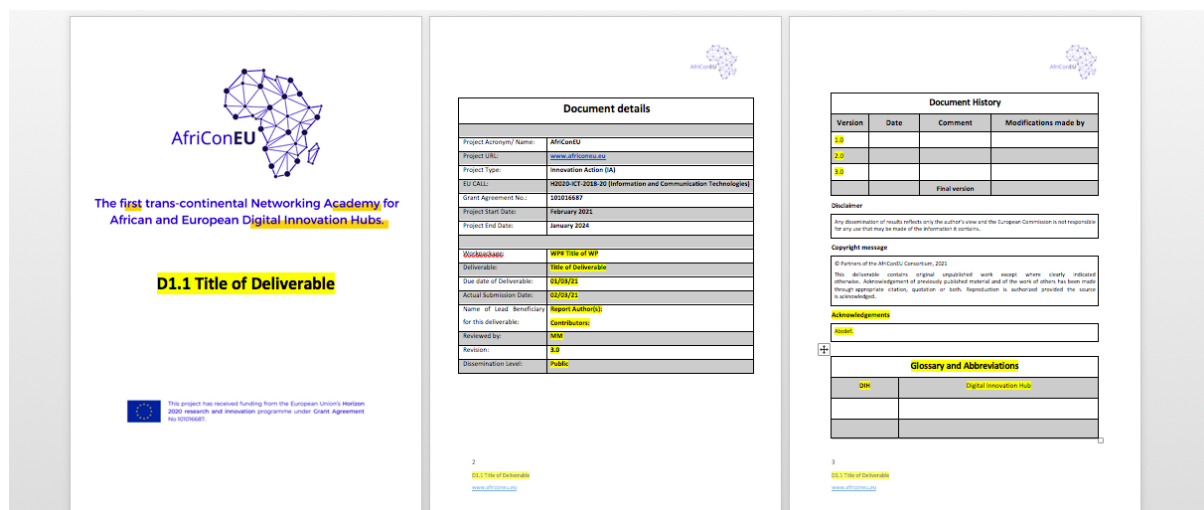 AfriConEU
The first trans-continental Networking Academy for
African and European Digital Innovation Hubs.
D1.1 Title of Deliverable
This project has received funding from the European Union's Horizon
2020 research and innovation programme under Grant Agreement
No 101016687.
AfriConEU
Document details
Project Acronym/ Name: AfriConEU
Project URL: www.africoneu.eu
Project Type: Innovation Action (IA)
EU CALL: H2020-ICT-2018-20 (Information and Communication Technologies)
Grant Agreement No.: 101016687
Project Start Date: February 2021
Project End Date: January 2024
Workpackage: WP# Title of WP
Deliverable: Title of Deliverable
Due date of Deliverable: 01/03/21
Actual Submission Date: 02/03/21
Name of Lead Beneficiary Report Author(s):
for this deliverable: Contributors:
Reviewed by: MM
Revision: 3.0
Dissemination Level: Public
2
D1.1 Title of Deliverable
www.africoneu.eu
AfriConEU
Document History
Version Date Comment Modifications made by
1.0
2.0
3.0
Final version
Disclaimer
Any dissemination of results reflects only the author's view and the European Commission is not responsible
for any use that may be made of the information it contains.
Copyright message
© Partners of the AfriConEU Consortium, 2021
This deliverable contains original unpublished work except where clearly indicated
otherwise. Acknowledgement of previously published material and of the work of others has been made
through appropriate citation, quotation or both. Reproduction is authorized provided the source
is acknowledged.
Acknowledgements
Abcdef.
Glossary and Abbreviations
DIH Digital Innovation Hub
3
D1.1 Title of Deliverable
www.africoneu.eu